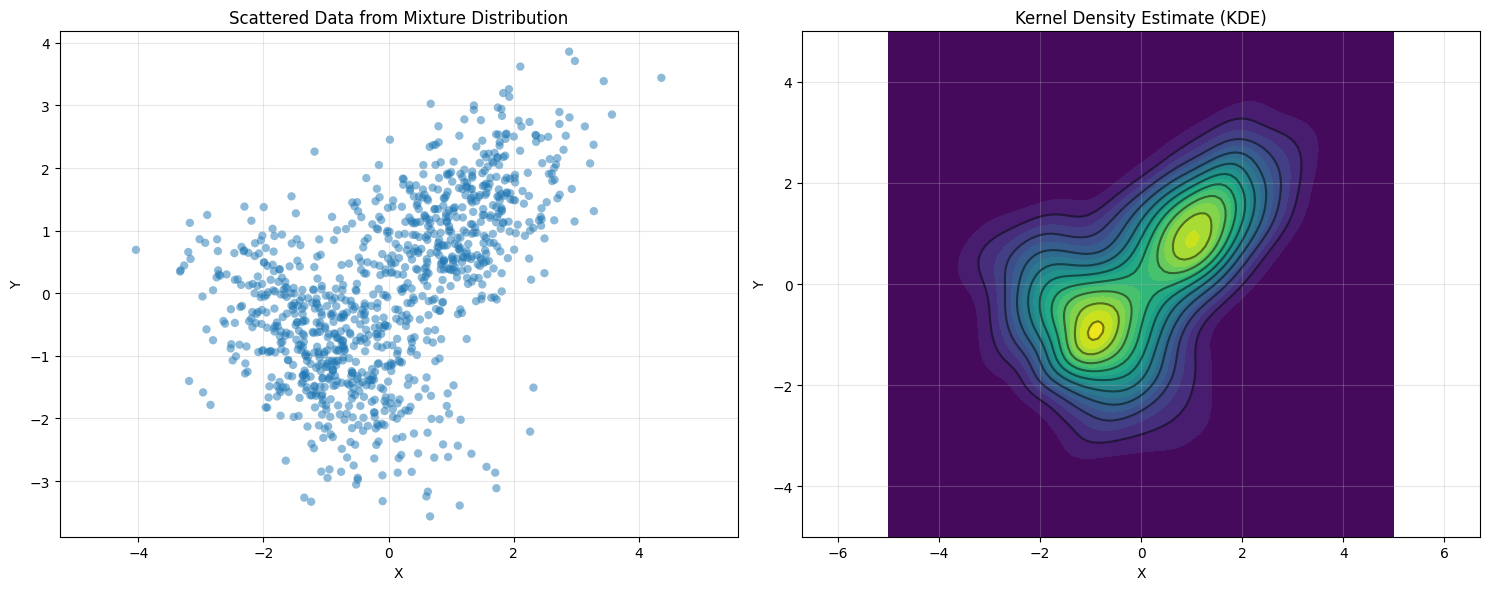 Scattered Data from Mixture Distribution
4
3
2
1
0
−1
−2
−3
Y
−4 −2 0 2 4
X
Kernel Density Estimate (KDE)
4
2
0
−2
−4
Y
−6 −4 −2 0 2 4 6
X